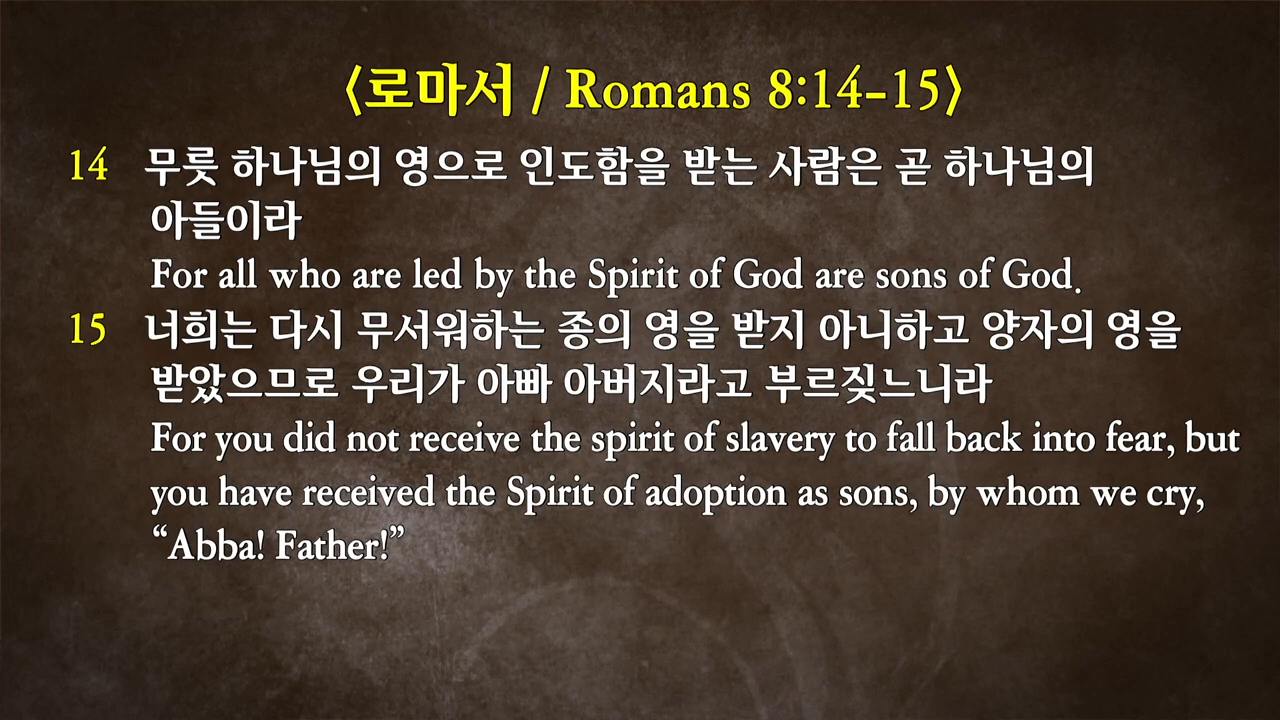 〈로마서 / Romans 8:14-15〉
14 무릇 하나님의 영으로 인도함을 받는 사람은 곧 하나님의
아들이라
For all who are led by the Spirit of God are sons of God.
15 너희는 다시 무서워하는 종의 영을 받지 아니하고 양자의 영을
받았으므로 우리가 아빠 아버지라고 부르짖느니라
For you did not receive the spirit of slavery to fall back into fear, but
you have received the Spirit of adoption as sons, by whom we cry,
“Abba! Father!”